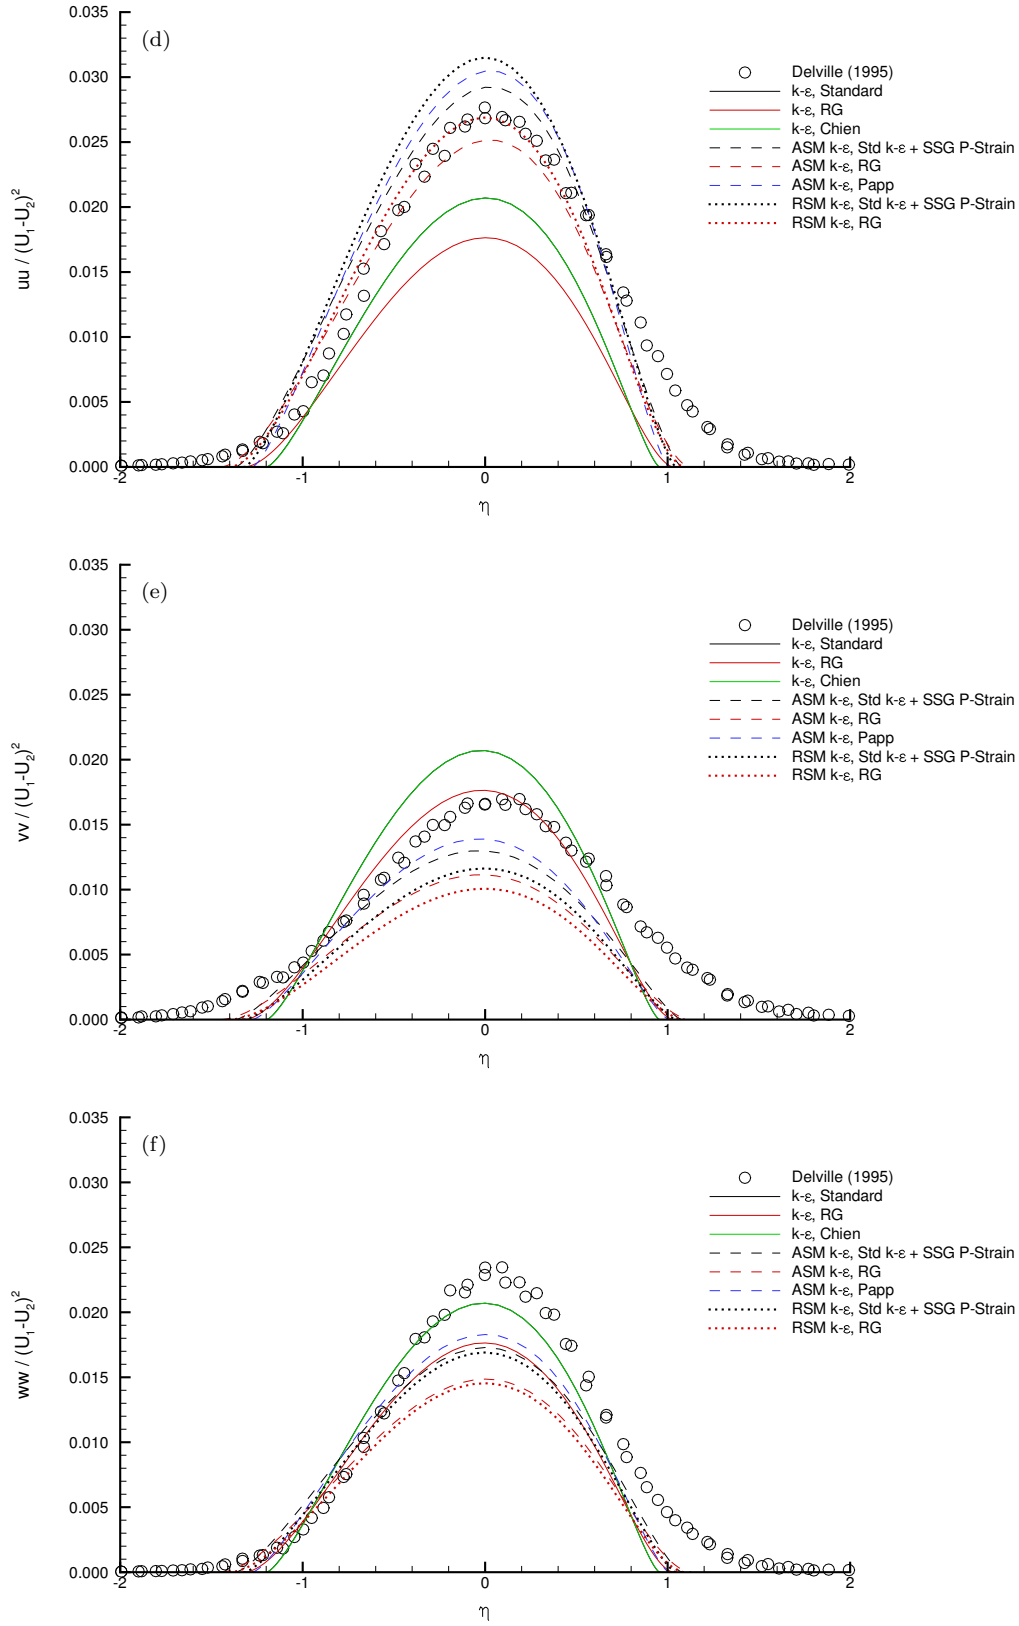 (d)
0.035
0.030
0.025
0.020
0.015
0.010
0.005
0.000
uu / (U1-U2)2
-2
-1
0
1
2
η
Delville (1995)
k-ε, Standard
k-ε, RG
k-ε, Chien
ASM k-ε, Std k-ε + SSG P-Strain
ASM k-ε, RG
ASM k-ε, Papp
RSM k-ε, Std k-ε + SSG P-Strain
RSM k-ε, RG
(e)
0.035
0.030
0.025
0.020
0.015
0.010
0.005
0.000
vv / (U1-U2)2
-2
-1
0
1
2
η
Delville (1995)
k-ε, Standard
k-ε, RG
k-ε, Chien
ASM k-ε, Std k-ε + SSG P-Strain
ASM k-ε, RG
ASM k-ε, Papp
RSM k-ε, Std k-ε + SSG P-Strain
RSM k-ε, RG
(f)
0.035
0.030
0.025
0.020
0.015
0.010
0.005
0.000
ww / (U1-U2)2
-2
-1
0
1
2
η
Delville (1995)
k-ε, Standard
k-ε, RG
k-ε, Chien
ASM k-ε, Std k-ε + SSG P-Strain
ASM k-ε, RG
ASM k-ε, Papp
RSM k-ε, Std k-ε + SSG P-Strain
RSM k-ε, RG